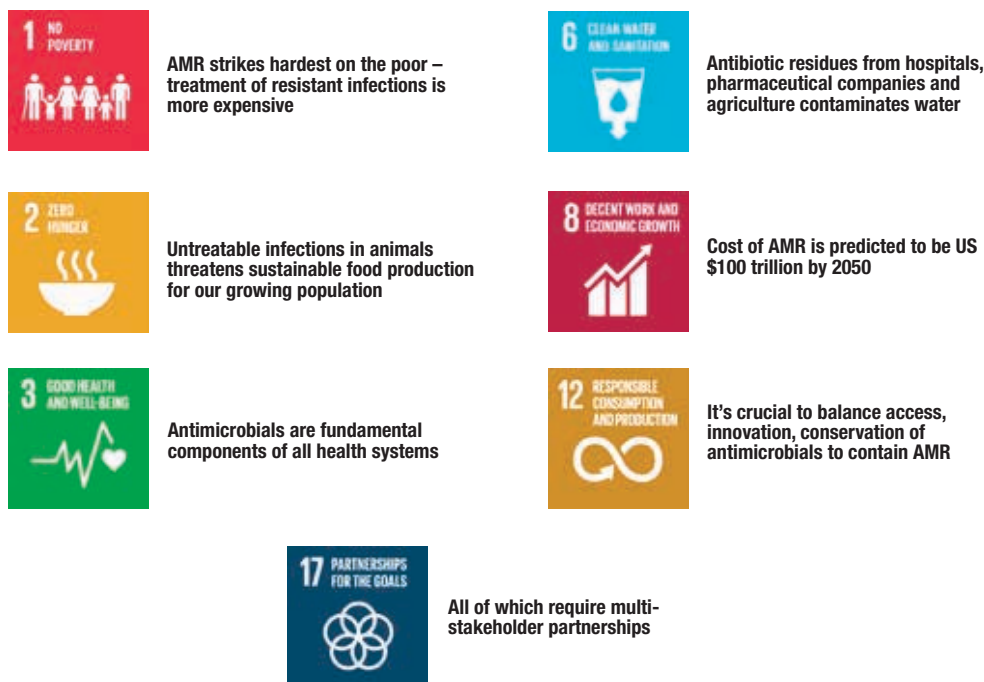 1 NO
POVERTY
AMR strikes hardest on the poor –
treatment of resistant infections is
more expensive
6 CLEAN WATER
AND SANITATION
Antibiotic residues from hospitals,
pharmaceutical companies and
agriculture contaminates water
2 ZERO
HUNGER
Untreatable infections in animals
threatens sustainable food production
for our growing population
8 DECENT WORK AND
ECONOMIC GROWTH
Cost of AMR is predicted to be US
$100 trillion by 2050
3 GOOD HEALTH
AND WELL-BEING
Antimicrobials are fundamental
components of all health systems
12 RESPONSIBLE
CONSUMPTION
AND PRODUCTION
It's crucial to balance access,
innovation, conservation of
antimicrobials to contain AMR
17 PARTNERSHIPS
FOR THE GOALS
All of which require multi-
stakeholder partnerships